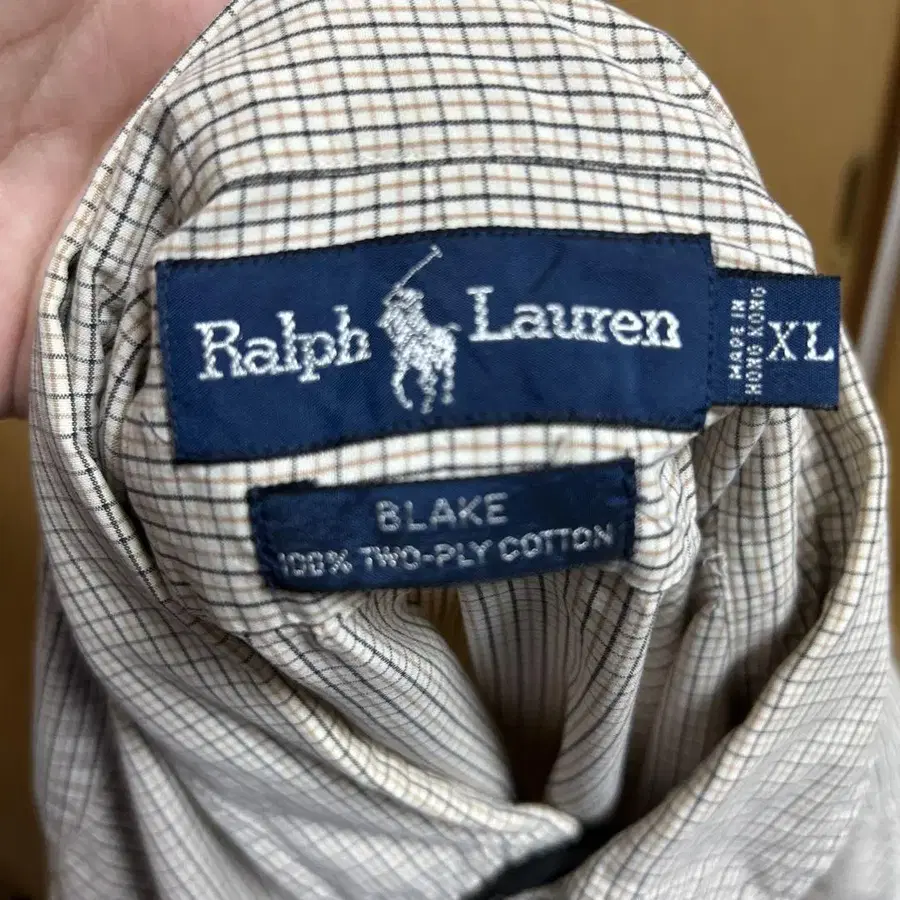 Ralph Lauren
MADE IN
HONG KONG
XL
BLAKE
100% TWO-PLY COTTON